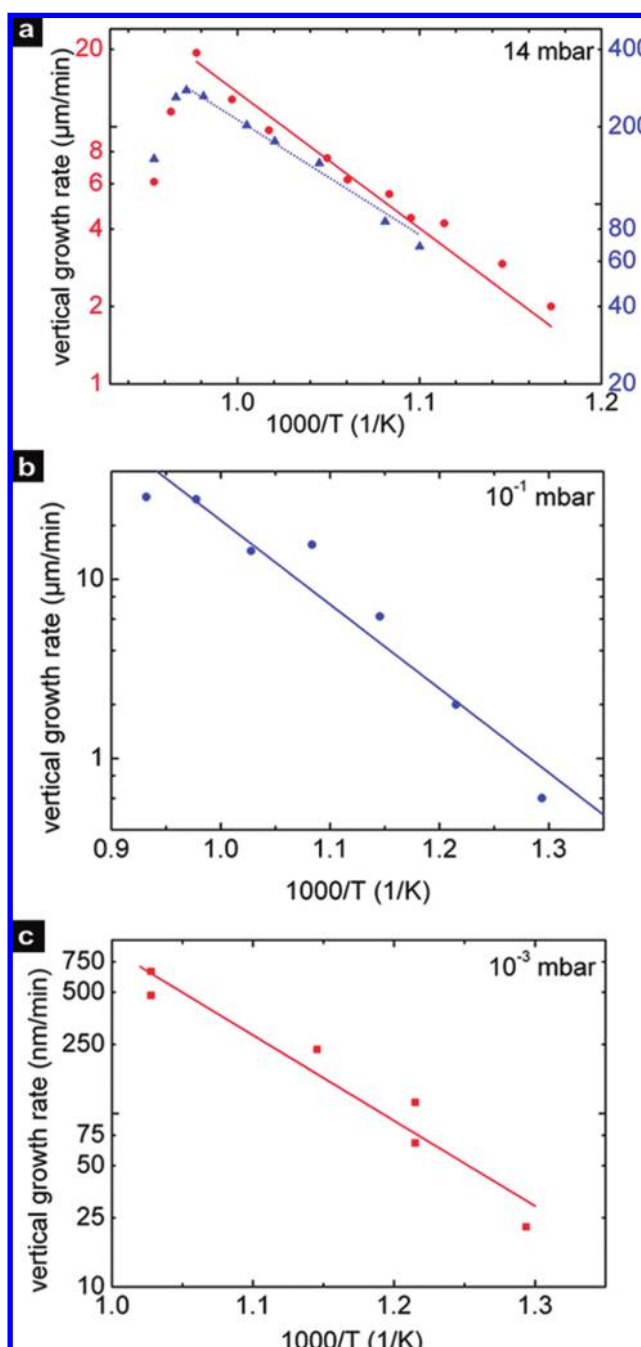 a
14 mbar
vertical growth rate (µm/min)
20
8
6
4
2
1
400
200
80
60
40
20
1.0
1.1
1.2
1000/T (1/K)
b
10⁻¹ mbar
vertical growth rate (µm/min)
10
1
0.9
1.0
1.1
1.2
1.3
1000/T (1/K)
c
10⁻³ mbar
vertical growth rate (nm/min)
750
500
250
75
50
25
10
1.0
1.1
1.2
1.3
1000/T (1/K)